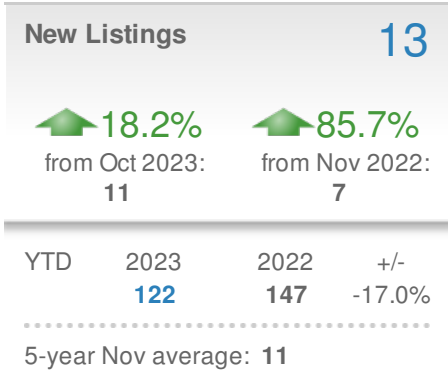 New Listings 13
18.2% 85.7%
from Oct 2023: from Nov 2022:
11 7
YTD 2023 2022 +/-
122 147 -17.0%
5-year Nov average: 11